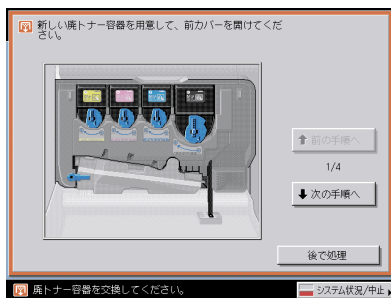 新しい廃トナー容器を用意して、前カバーを開けてくだ
さい。
前の手順へ
1/4
次の手順へ
後で処理
廃トナー容器を交換してください。
システム状況/中止